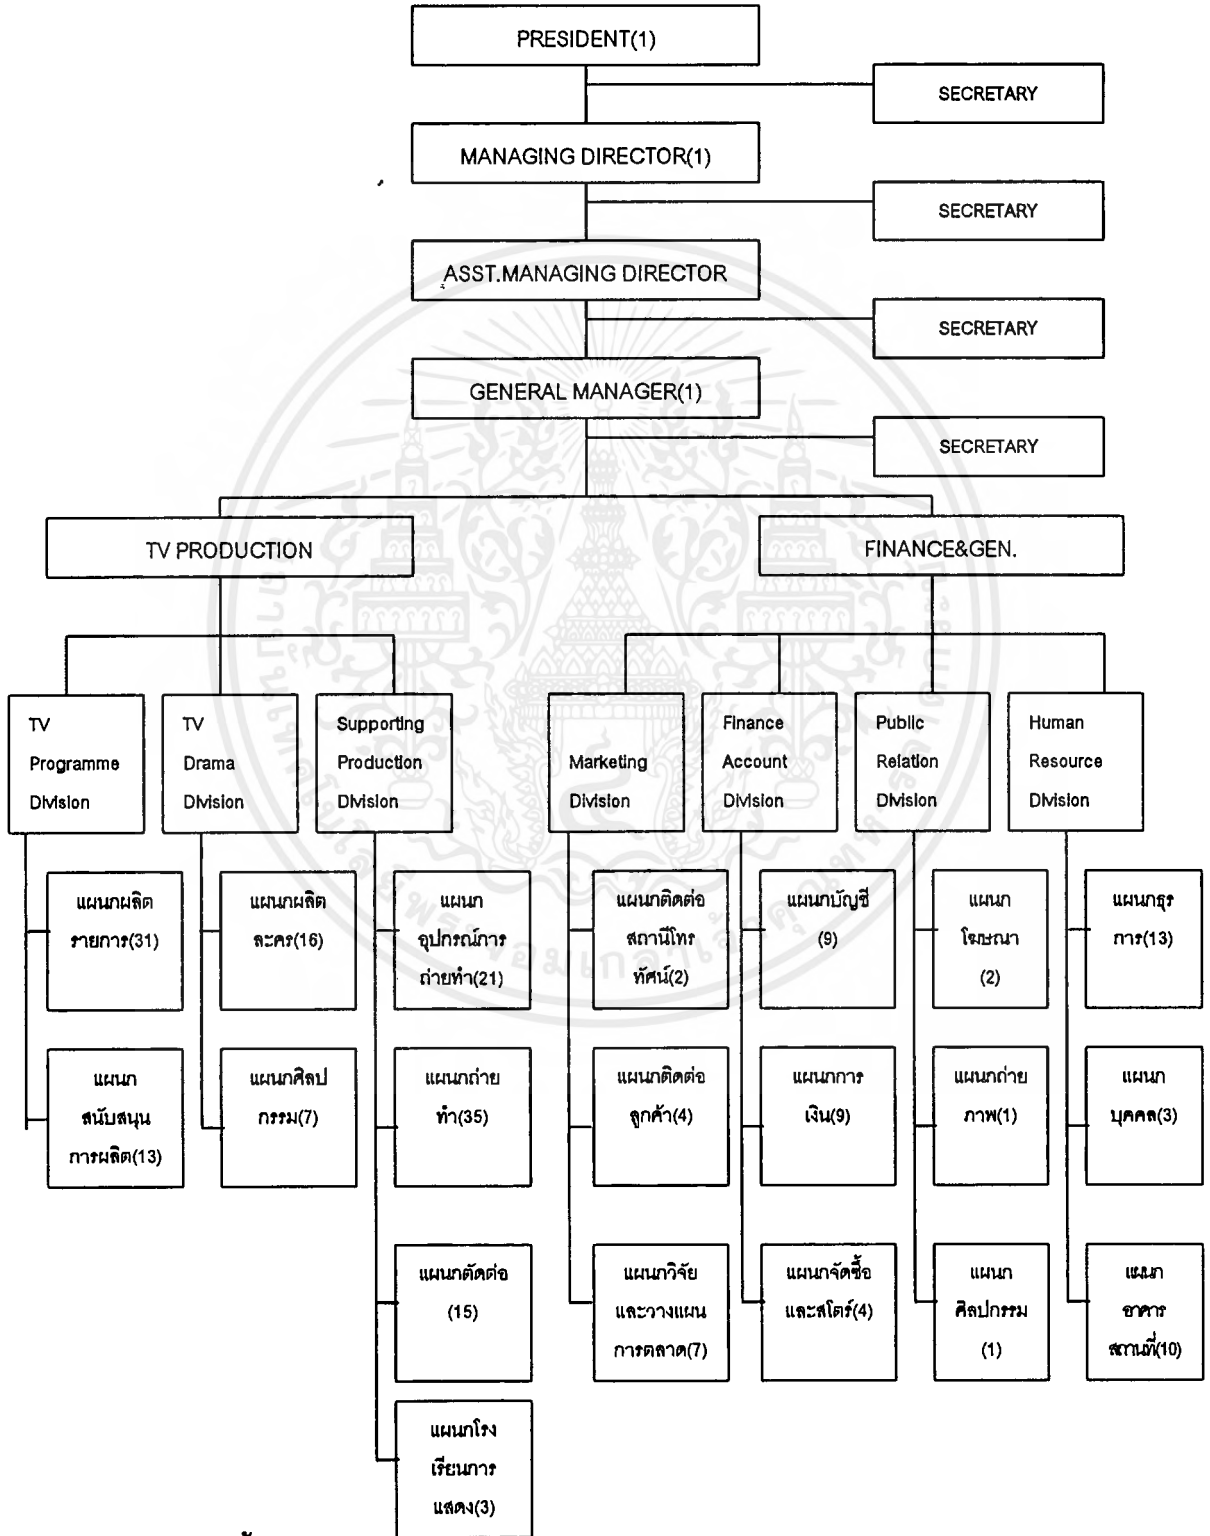 PRESIDENT(1)
SECRETARY
MANAGING DIRECTOR(1)
SECRETARY
ASST.MANAGING DIRECTOR
SECRETARY
GENERAL MANAGER(1)
SECRETARY
TV PRODUCTION
FINANCE&GEN.
TV
Programme
Division
TV
Drama
Division
Supporting
Production
Division
Marketing
Division
Finance
Account
Division
Public
Relation
Division
Human
Resource
Division
แผนกผลิต
รายการ(31)
แผนกผลิต
ละคร(16)
แผนก
อุปกรณ์การ
ถ่ายทำ(21)
แผนกติดต่อ
สถานีโทร
ทัศน์(2)
แผนกบัญชี
(9)
แผนก
โฆษณา
(2)
แผนกธุร
การ(13)
แผนก
สนับสนุน
การผลิต(13)
แผนกศิลป
กรรม(7)
แผนกถ่าย
ทำ(35)
แผนกติดต่อ
ลูกค้า(4)
แผนกการ
เงิน(9)
แผนกถ่าย
ภาพ(1)
แผนก
บุคคล(3)
แผนกตัดต่อ
(15)
แผนกวิจัย
และวางแผน
การตลาด(7)
แผนกจัดซื้อ
และสโตร์(4)
แผนก
ศิลปกรรม
(1)
แผนก
อาคาร
สถานที่(10)
แผนกโรง
เรียนการ
แสดง(3)